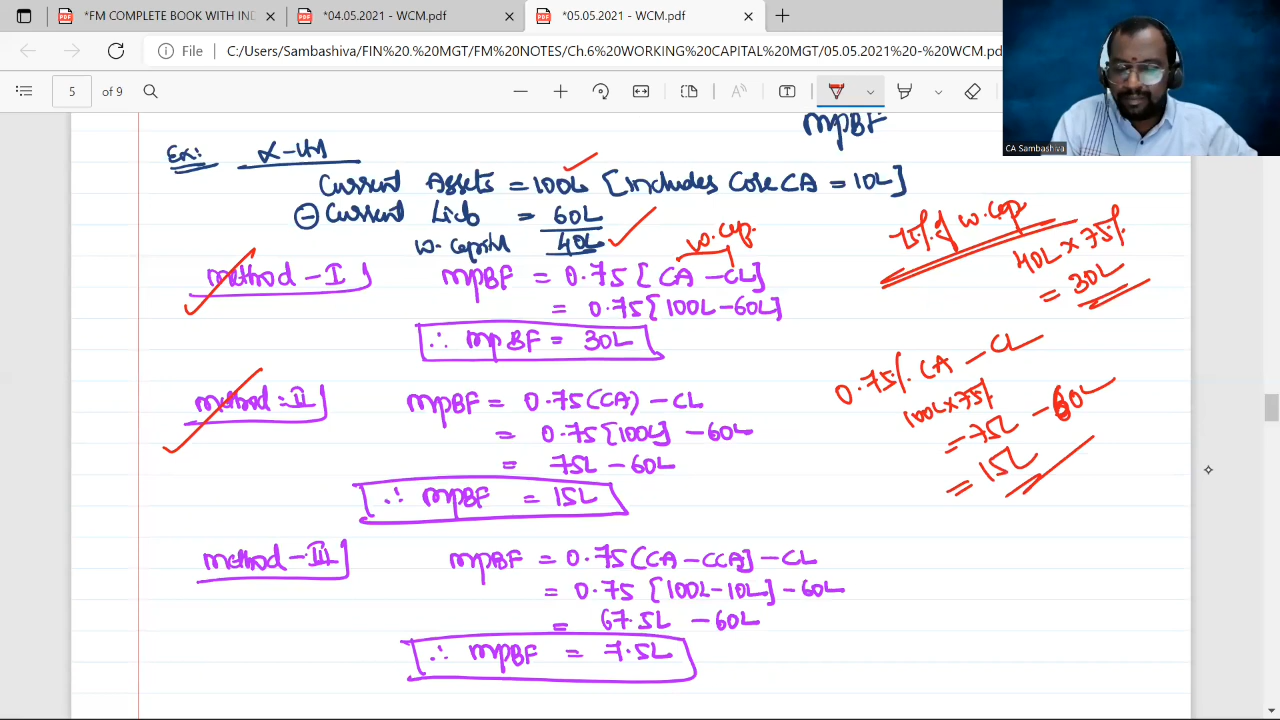 *FM COMPLETE BOOK WITH IND
*04.05.2021 - WCM.pdf
*05.05.2021 - WCM.pdf
File
C:/Users/Sambashiva/FIN%20.%20MGT/FM%20NOTES/Ch.6%20WORKING%20CAPITAL%20MGT/05.05.2021%20-%20WCM.pd
5 of 9
CA Sambashiva
MPBF
Ex:
Current Assets = 100L [Includes Core CA = 10L]
⊖ Current Liab = 60L
w. capital 40L
Method - I
MPBF = 0.75 [CA - CL]
w. cap.
= 0.75 [100L - 60L]
∴ MPBF = 30L
75% of w. cap
40L × 75%
= 30L
Method - II
MPBF = 0.75 (CA) - CL
= 0.75 [100L] - 60L
= 75L - 60L
∴ MPBF = 15L
0.75% CA - CL
100L × 75%
= 75L - 60L
= 15L
Method - III
MPBF = 0.75 (CA - CCA] - CL
= 0.75 [100L - 10L] - 60L
= 67.5L - 60L
∴ MPBF = 7.5L